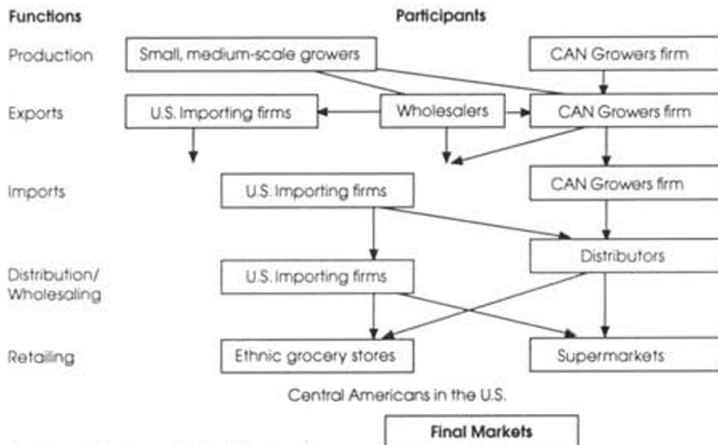 Functions Participants
Production Small, medium-scale growers CAN Growers firm
Exports U.S. Importing firms Wholesalers CAN Growers firm
Imports U.S. Importing firms CAN Growers firm
Distributors
Distribution/ U.S. Importing firms
Wholesaling
Retailing Ethnic grocery stores Supermarkets
Central Americans in the U.S.
Final Markets